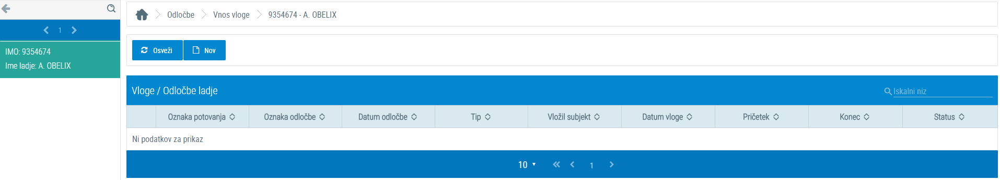 1
IMO: 9354674
Ime ladje: A. OBELIX
Odločbe
Vnos vloge
9354674 - A. OBELIX
Osveži
Nov
Vloge / Odločbe ladje
Iskalni niz
Oznaka potovanja
Oznaka odločbe
Datum odločbe
Tip
Vložil subjekt
Datum vloge
Pričetek
Konec
Status
Ni podatkov za prikaz
10
1